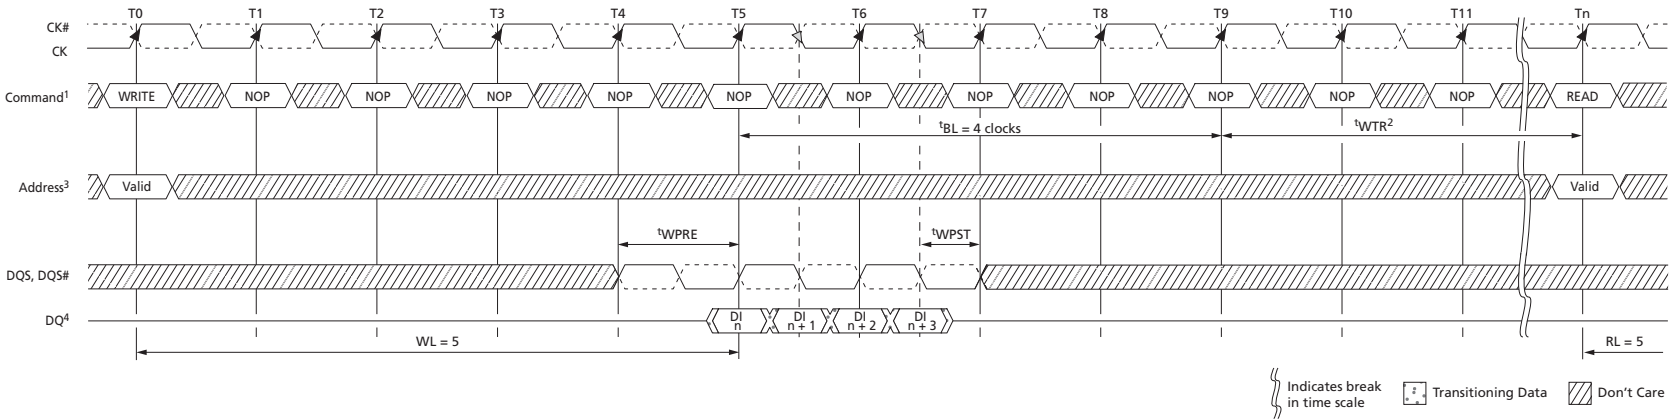 T0 T1 T2 T3 T4 T5 T6 T7 T8 T9 T10 T11 Tn
CK#
CK
Command¹ WRITE NOP NOP NOP NOP NOP NOP NOP NOP NOP NOP NOP READ
ᵗBL = 4 clocks ᵗWTR²
Address³ Valid Valid
ᵗWPRE ᵗWPST
DQS, DQS#
DQ⁴ DI n DI n + 1 DI n + 2 DI n + 3
WL = 5 RL = 5
Indicates break in time scale
Transitioning Data
Don't Care